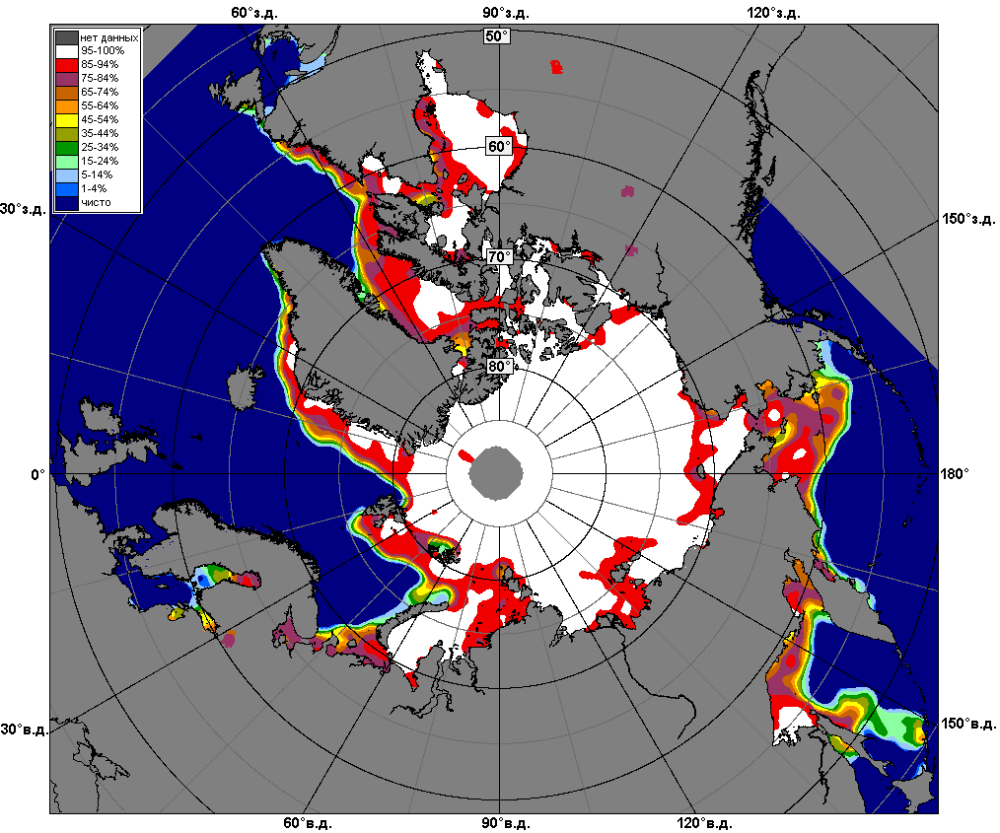 60°з.д.
90°з.д.
120°з.д.
50°
нет данных
95-100%
85-94%
75-84%
65-74%
55-64%
45-54%
35-44%
25-34%
15-24%
5-14%
1-4%
чисто
60°
30°з.д.
150°з.д.
70°
80°
0°
180°
30°в.д.
150°в.д.
60°в.д.
90°в.д.
120°в.д.